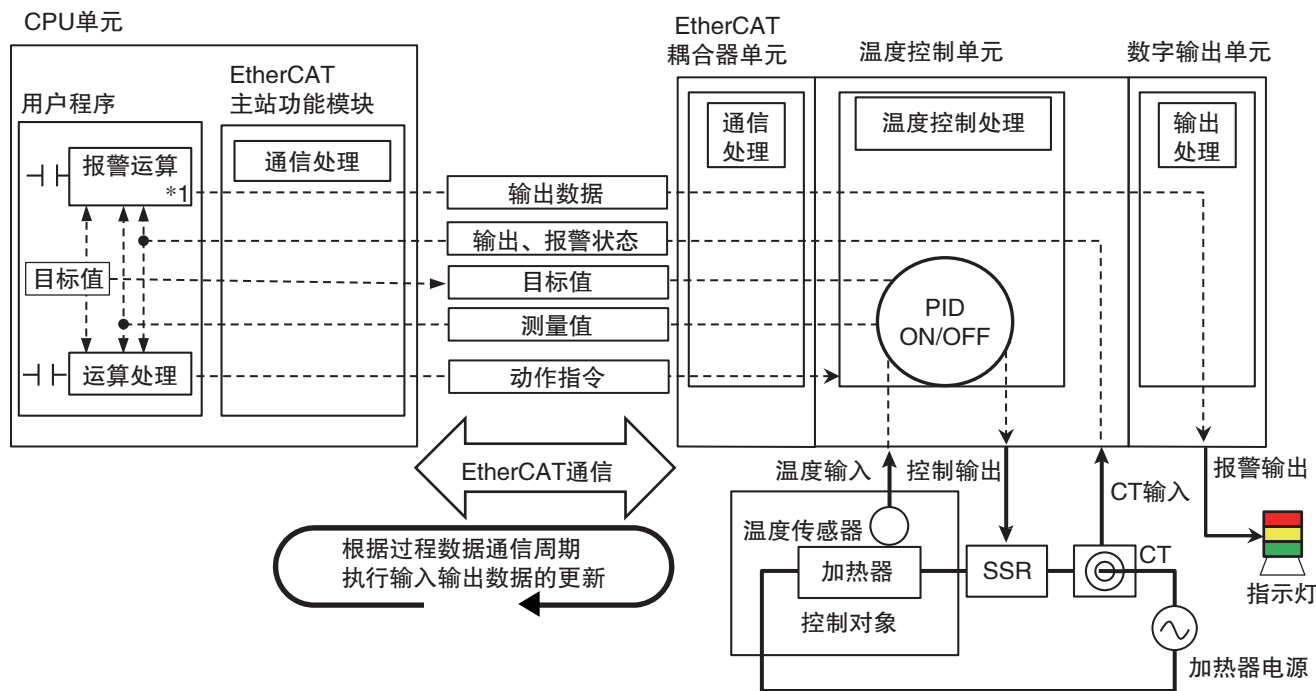 CPU单元
EtherCAT
耦合器单元
温度控制单元
数字输出单元
用户程序
EtherCAT
主站功能模块
报警运算
*1
通信处理
通信
处理
温度控制处理
输出
处理
输出数据
输出、报警状态
目标值
目标值
测量值
PID
ON/OFF
运算处理
动作指令
EtherCAT通信
温度输入
控制输出
CT输入
报警输出
根据过程数据通信周期
执行输入输出数据的更新
温度传感器
加热器
SSR
CT
控制对象
指示灯
加热器电源